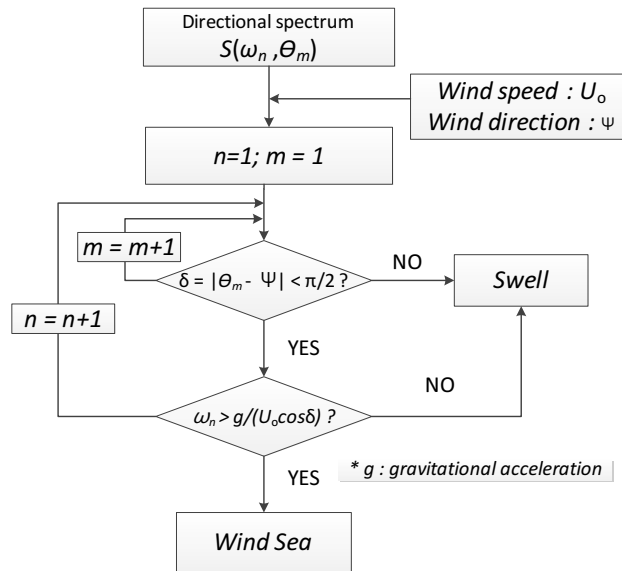 Directional spectrum
S(ωn ,ϴm)
Wind speed : Uo
Wind direction : Ψ
n=1; m = 1
m = m+1
δ = |ϴm - Ψ| < π/2 ?
NO
Swell
n = n+1
YES
ωn > g/(Uocosδ) ?
NO
YES
* g : gravitational acceleration
Wind Sea